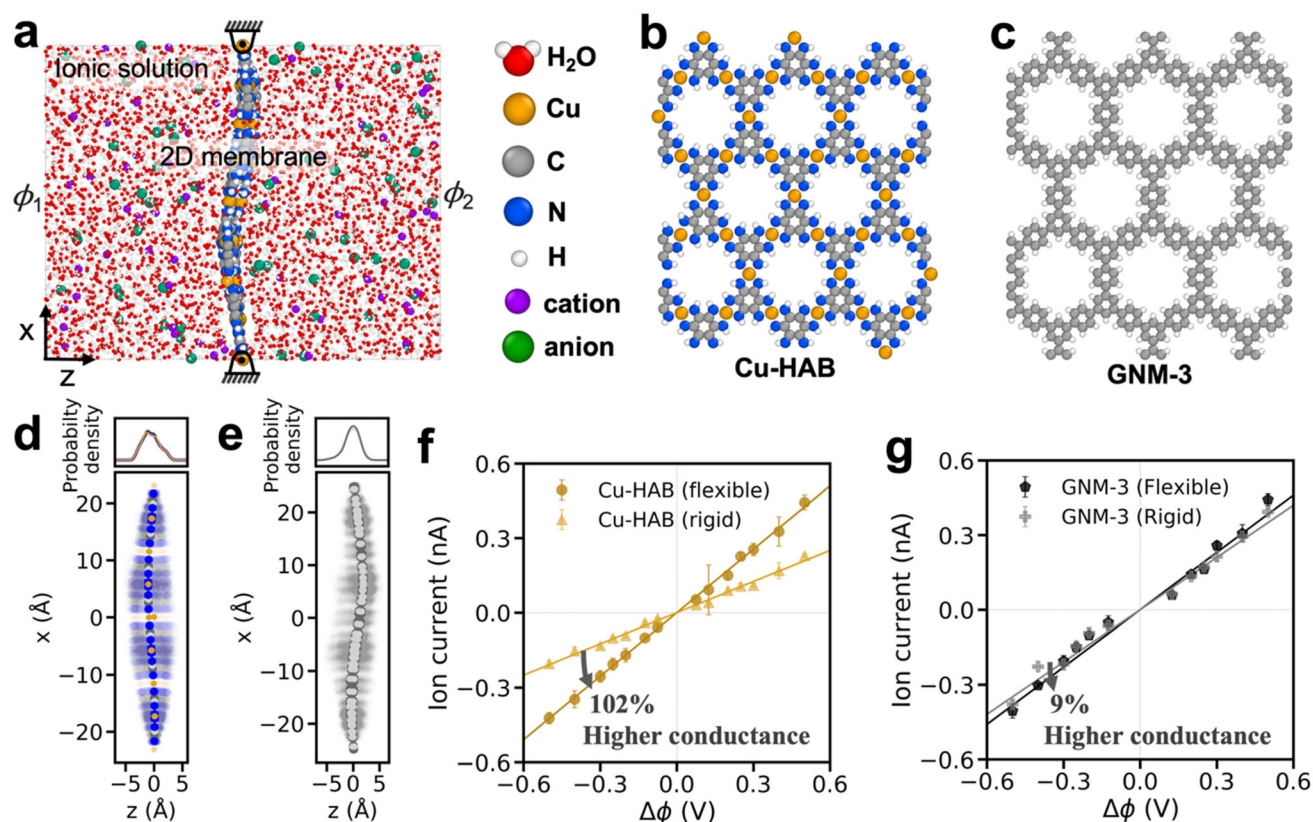 a
Ionic solution
2D membrane
ϕ1
ϕ2
x
z
H2O
Cu
C
N
H
cation
anion
b
Cu-HAB
c
GNM-3
d
Probabilty
density
x (Å)
20
10
0
−10
−20
−5 0 5
z (Å)
e
Probabilty
density
x (Å)
20
10
0
−10
−20
−5 0 5
z (Å)
f
Ion current (nA)
0.6
0.3
0.0
−0.3
−0.6
Cu-HAB (flexible)
Cu-HAB (rigid)
102%
Higher conductance
−0.6 −0.3 0.0 0.3 0.6
Δϕ (V)
g
Ion current (nA)
0.6
0.3
0.0
−0.3
−0.6
GNM-3 (Flexible)
GNM-3 (Rigid)
9%
Higher conductance
−0.6 −0.3 0.0 0.3 0.6
Δϕ (V)